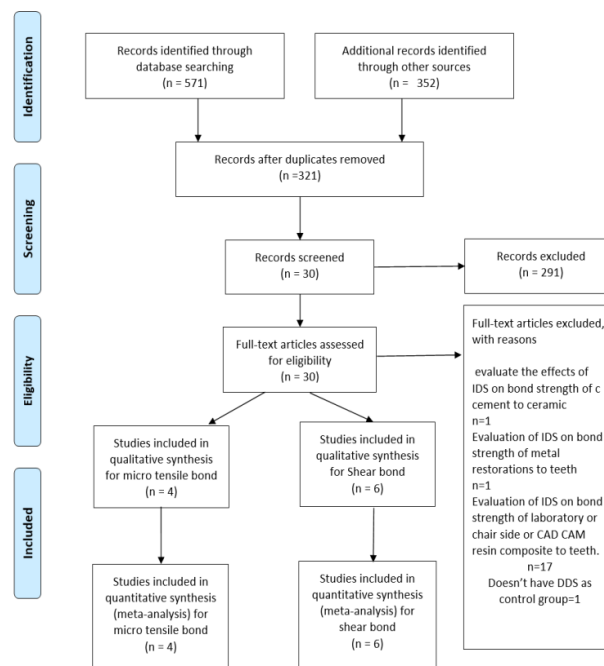 Identification
Records identified through
database searching
(n = 571)
Additional records identified
through other sources
(n = 352)
Records after duplicates removed
(n =321)
Screening
Records screened
(n = 30)
Records excluded
(n = 291)
Eligibility
Full-text articles assessed
for eligibility
(n = 30)
Full-text articles excluded,
with reasons
evaluate the effects of
IDS on bond strength of c
cement to ceramic
n=1
Evaluation of IDS on bond
strength of metal
restorations to teeth
n=1
Evaluation of IDS on bond
strength of laboratory or
chair side or CAD CAM
resin composite to teeth.
n=17
Doesn't have DDS as
control group=1
Studies included in
qualitative synthesis
for micro tensile bond
(n = 4)
Studies included in
qualitative synthesis
for Shear bond
(n = 6)
Included
Studies included in
quantitative synthesis
(meta-analysis) for
micro tensile bond
(n = 4)
Studies included in
quantitative synthesis
(meta-analysis) for
shear bond
(n = 6)